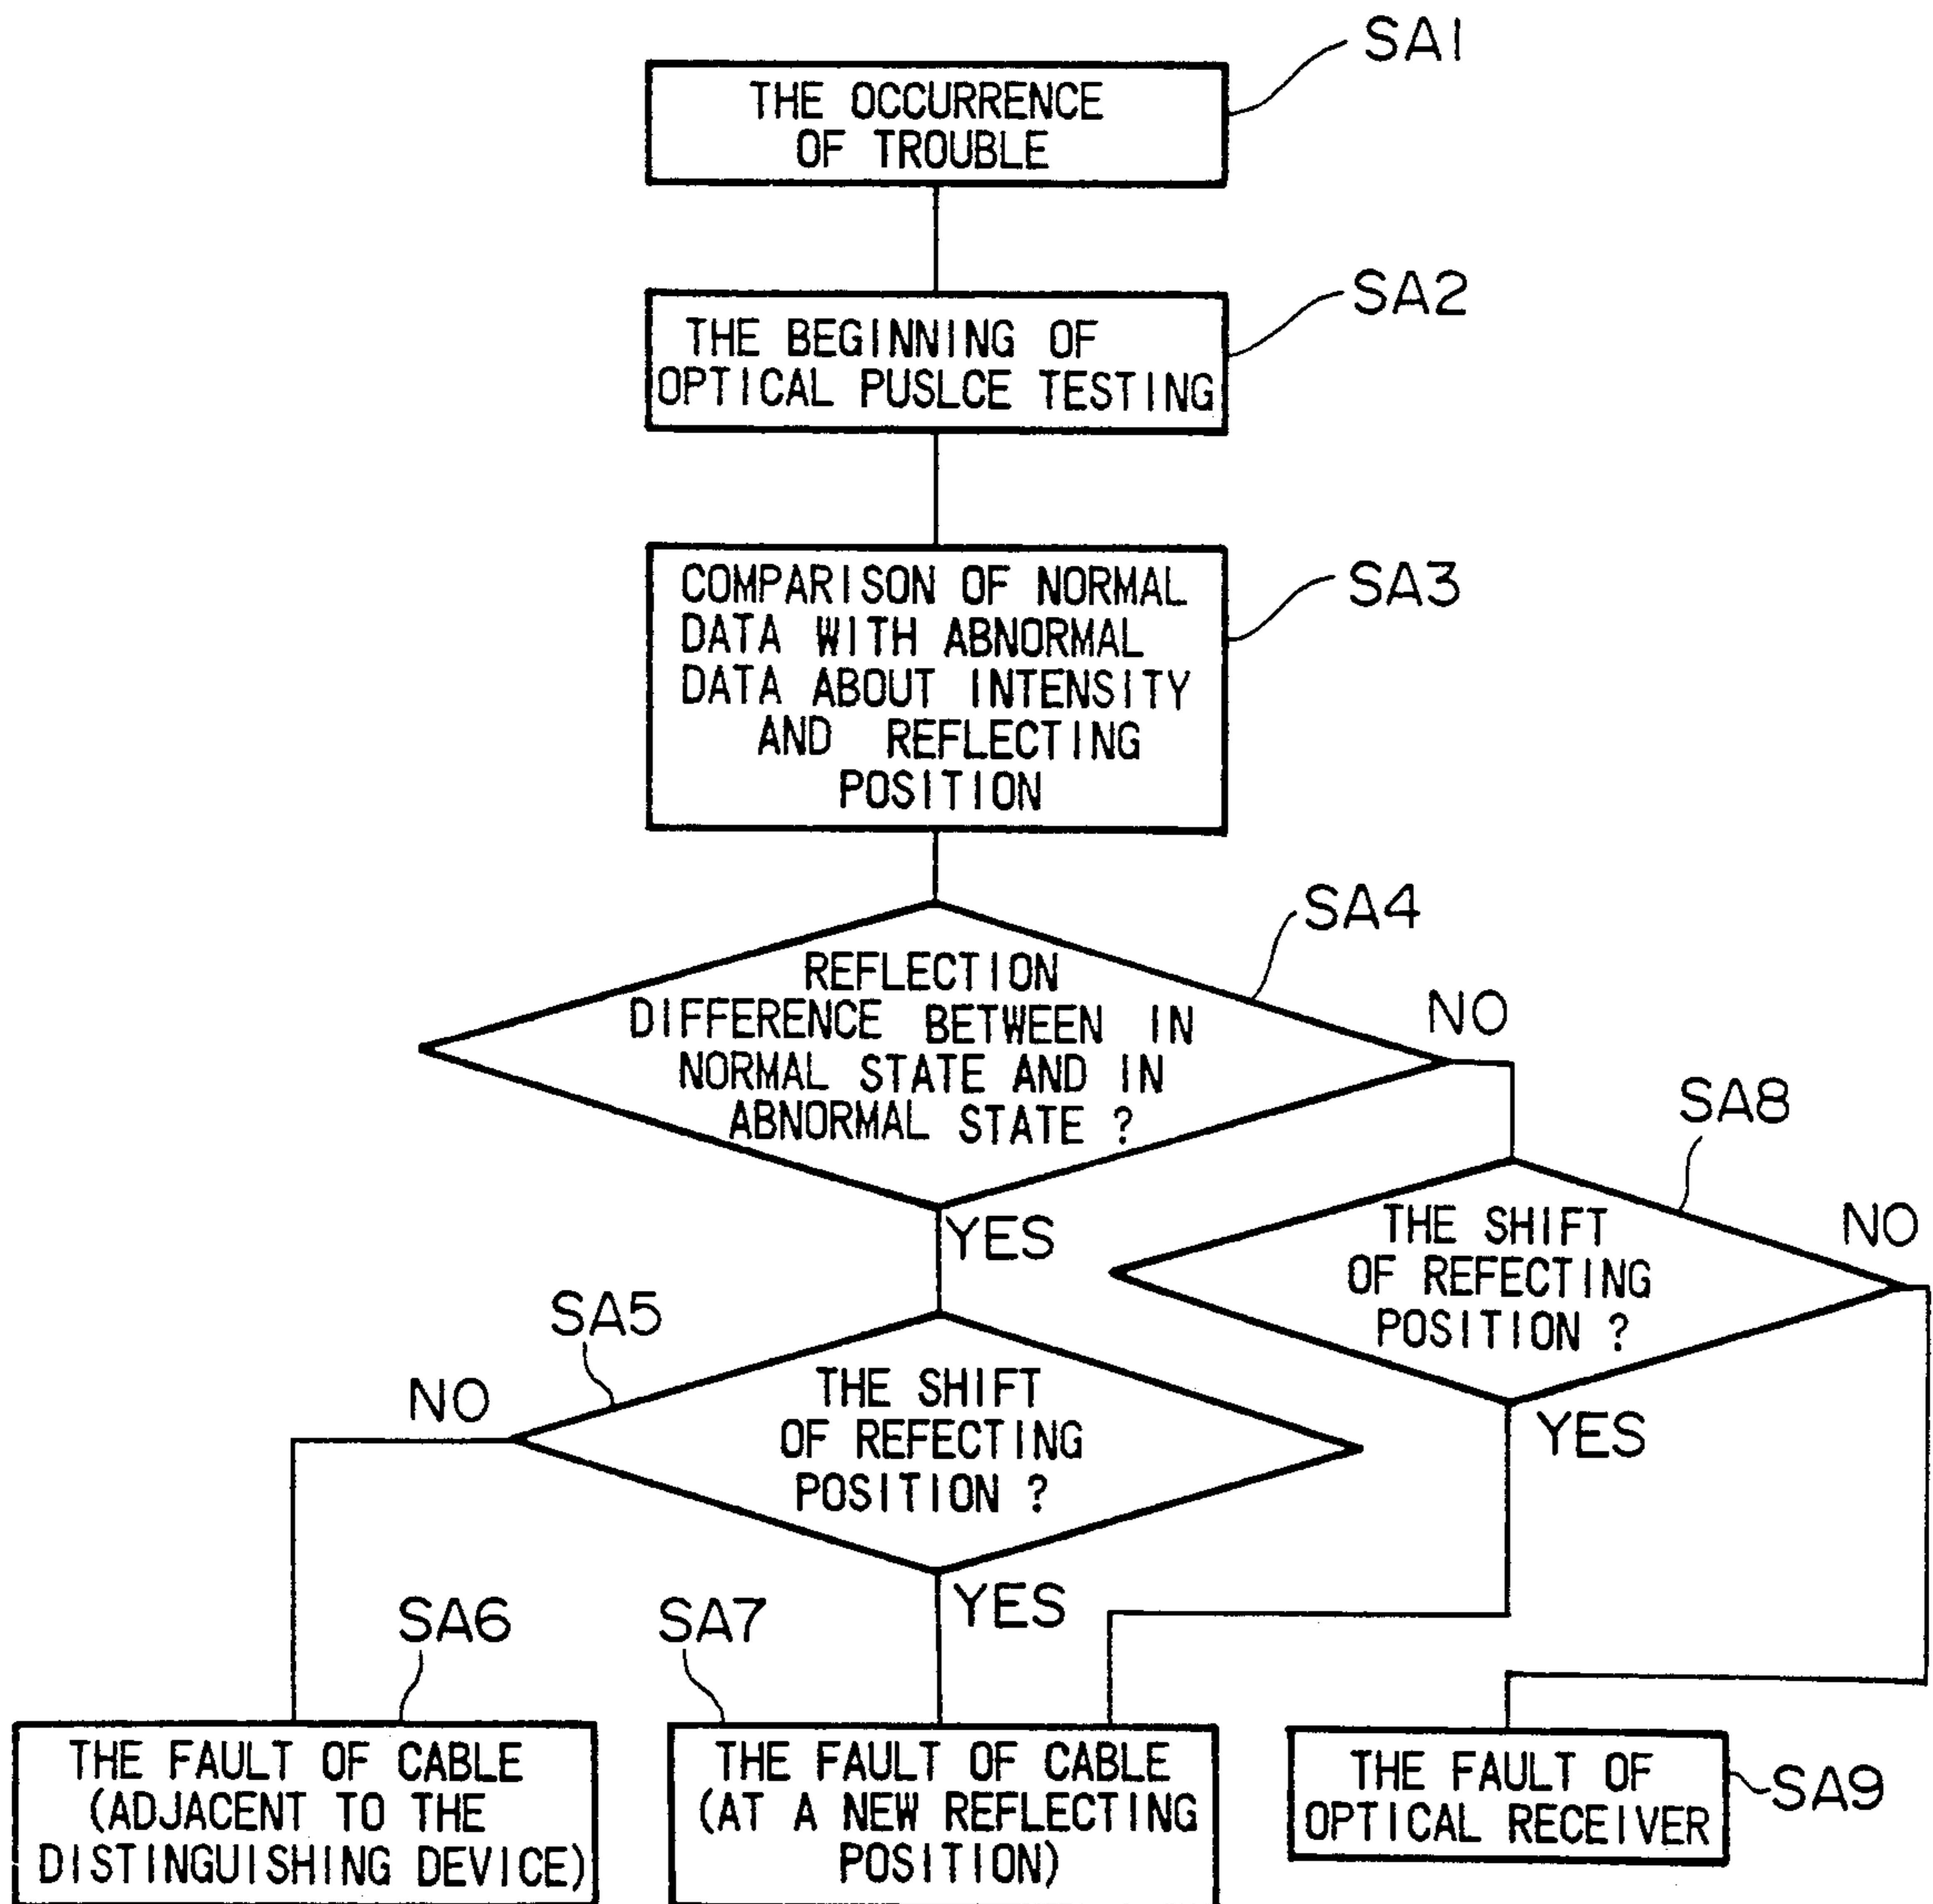 SA1
THE OCCURRENCE
OF TROUBLE
SA2
THE BEGINNING OF
OPTICAL PUSLCE TESTING
SA3
COMPARISON OF NORMAL
DATA WITH ABNORMAL
DATA ABOUT INTENSITY
AND REFLECTING
POSITION
SA4
REFLECTION
DIFFERENCE BETWEEN IN
NORMAL STATE AND IN
ABNORMAL STATE ?
NO
YES
SA8
THE SHIFT
OF REFECTING
POSITION ?
NO
YES
SA5
THE SHIFT
OF REFECTING
POSITION ?
NO
YES
SA6
THE FAULT OF CABLE
(ADJACENT TO THE
DISTINGUISHING DEVICE)
SA7
THE FAULT OF CABLE
(AT A NEW REFLECTING
POSITION)
THE FAULT OF
OPTICAL RECEIVER
SA9